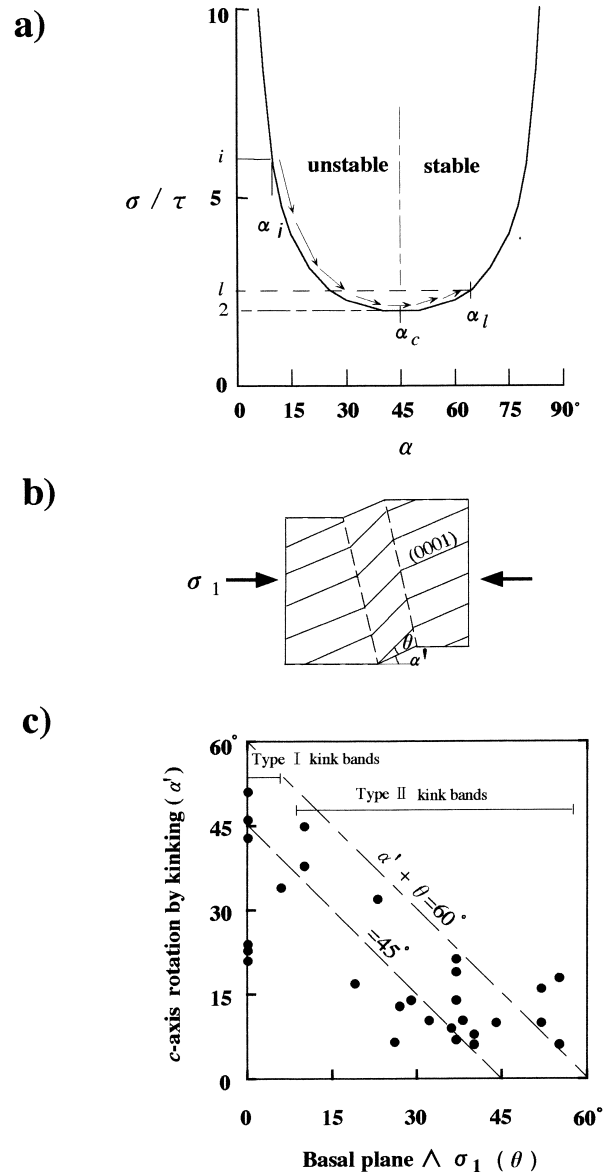 a)
10
i
unstable stable
σ / τ 5
α i
l
2
α c
α l
0
0 15 30 45 60 75 90°
α
b)
(0001)
σ 1
θ
α'
c)
60°
Type I kink bands
Type II kink bands
45
α' + θ =60°
=45°
30
15
0
c-axis rotation by kinking (α')
0 15 30 45 60°
Basal plane ∧ σ1 (θ)